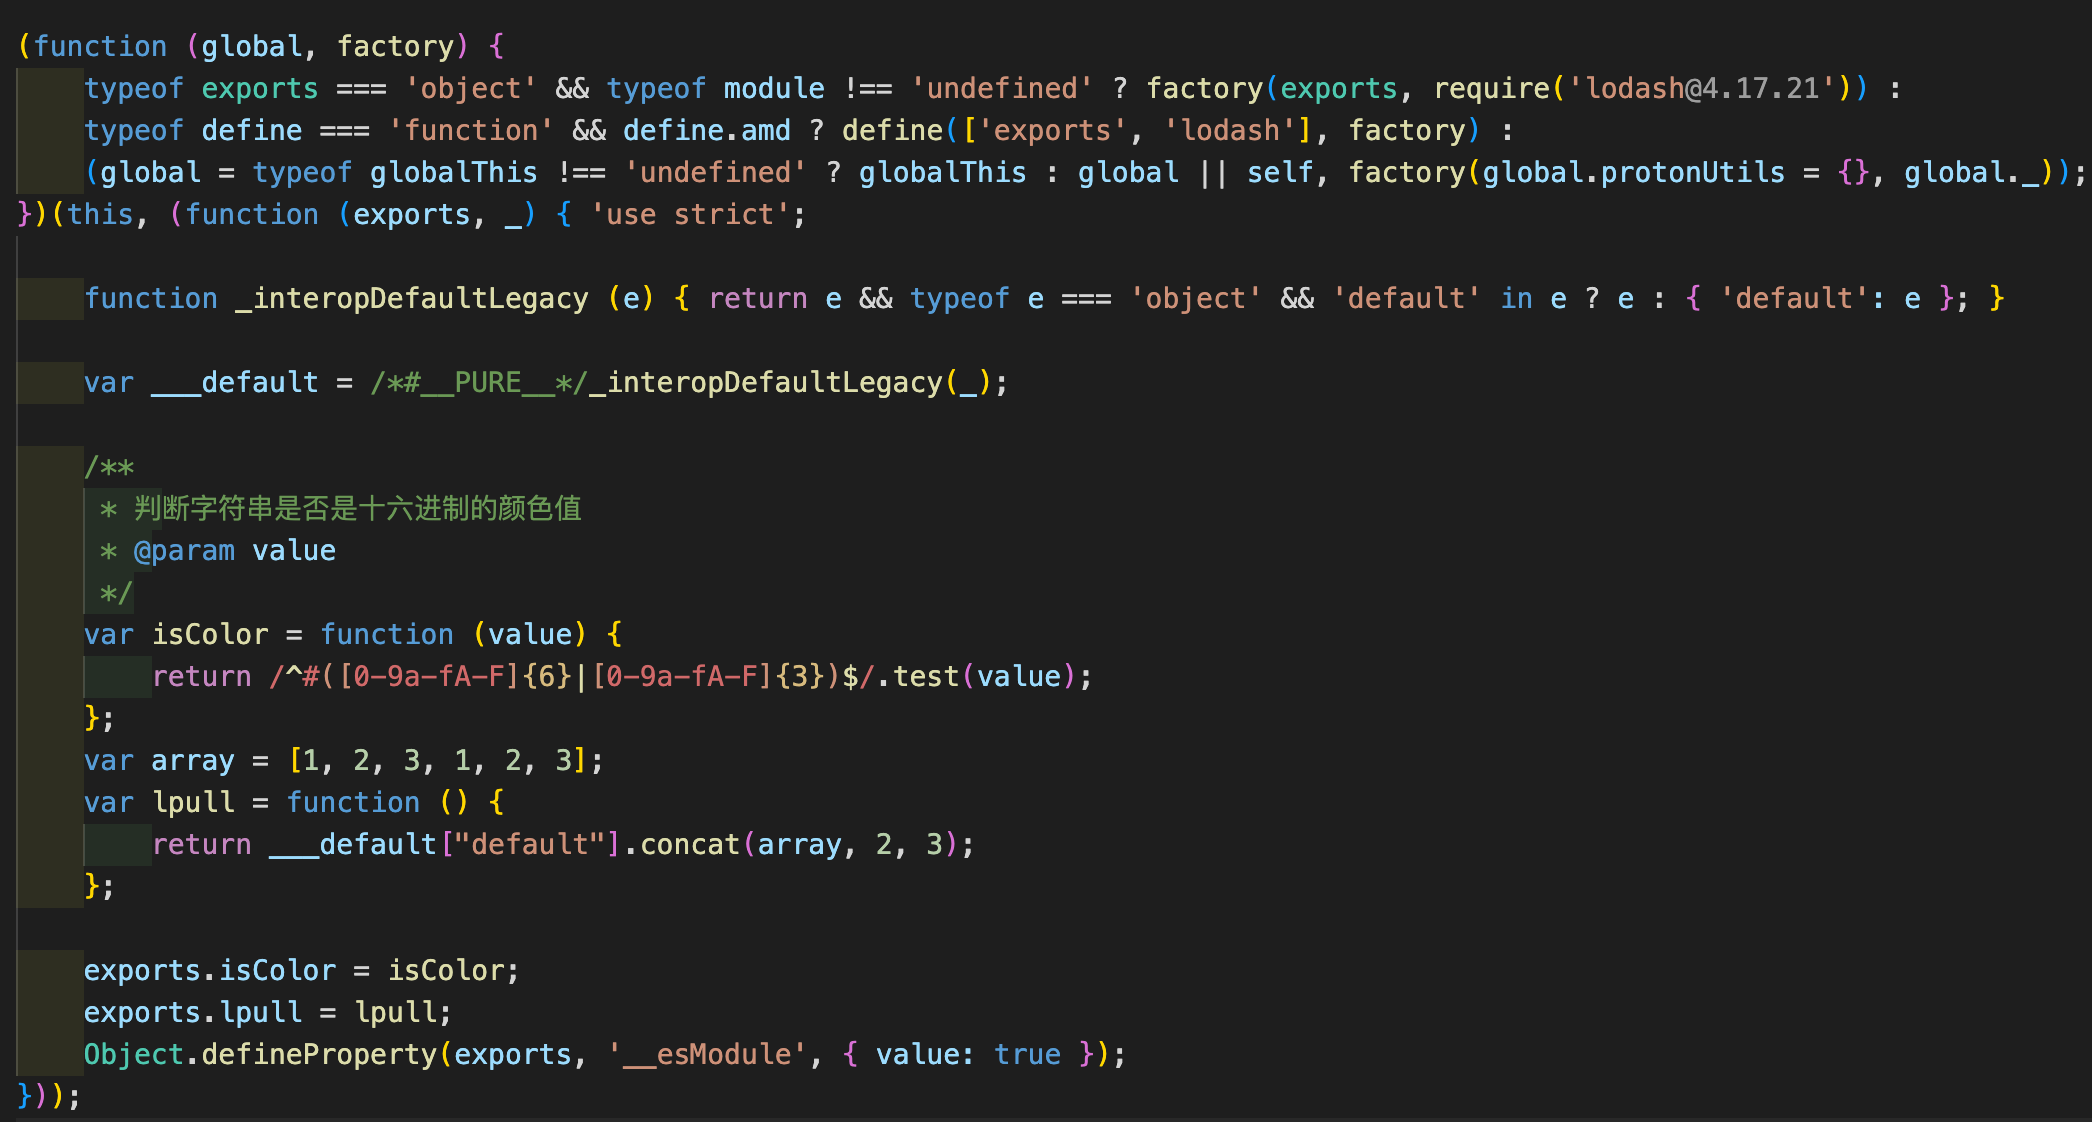 (function (global, factory) {
    typeof exports === 'object' && typeof module !== 'undefined' ? factory(exports, require('lodash@4.17.21')) :
    typeof define === 'function' && define.amd ? define(['exports', 'lodash'], factory) :
    (global = typeof globalThis !== 'undefined' ? globalThis : global || self, factory(global.protonUtils = {}, global._));
})(this, (function (exports, _) { 'use strict';
    function _interopDefaultLegacy (e) { return e && typeof e === 'object' && 'default' in e ? e : { 'default': e }; }
    var ___default = /*#__PURE__*/_interopDefaultLegacy(_);
    /**
     * 判断字符串是否是十六进制的颜色值
     * @param value
     */
    var isColor = function (value) {
        return /^#([0-9a-fA-F]{6}|[0-9a-fA-F]{3})$/.test(value);
    };
    var array = [1, 2, 3, 1, 2, 3];
    var lpull = function () {
        return ___default["default"].concat(array, 2, 3);
    };
    exports.isColor = isColor;
    exports.lpull = lpull;
    Object.defineProperty(exports, '__esModule', { value: true });
}));